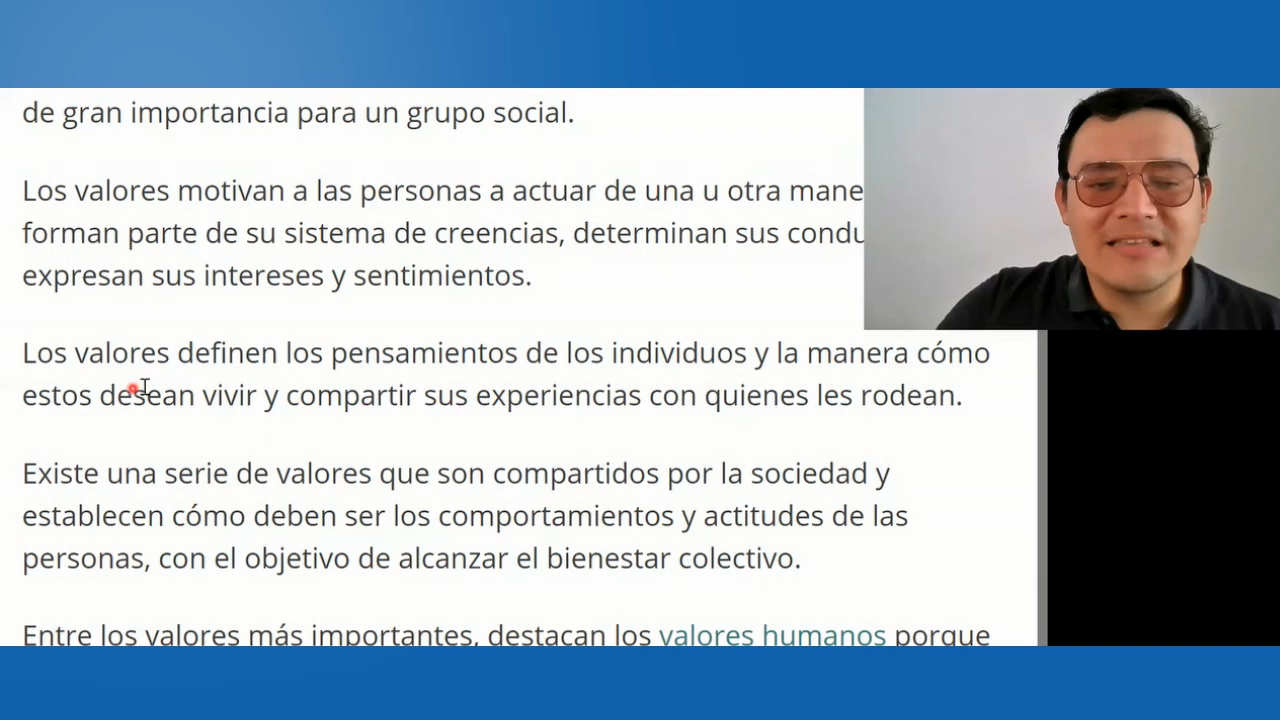 de gran importancia para un grupo social.
Los valores motivan a las personas a actuar de una u otra
forman parte de su sistema de creencias, determinan sus
expresan sus intereses y sentimientos.
Los valores definen los pensamientos de los individuos y la manera cómo
estos desean vivir y compartir sus experiencias con quienes les rodean.
Existe una serie de valores que son compartidos por la sociedad y
establecen cómo deben ser los comportamientos y actitudes de las
personas, con el objetivo de alcanzar el bienestar colectivo.
Entre los valores más importantes, destacan los valores humanos porque